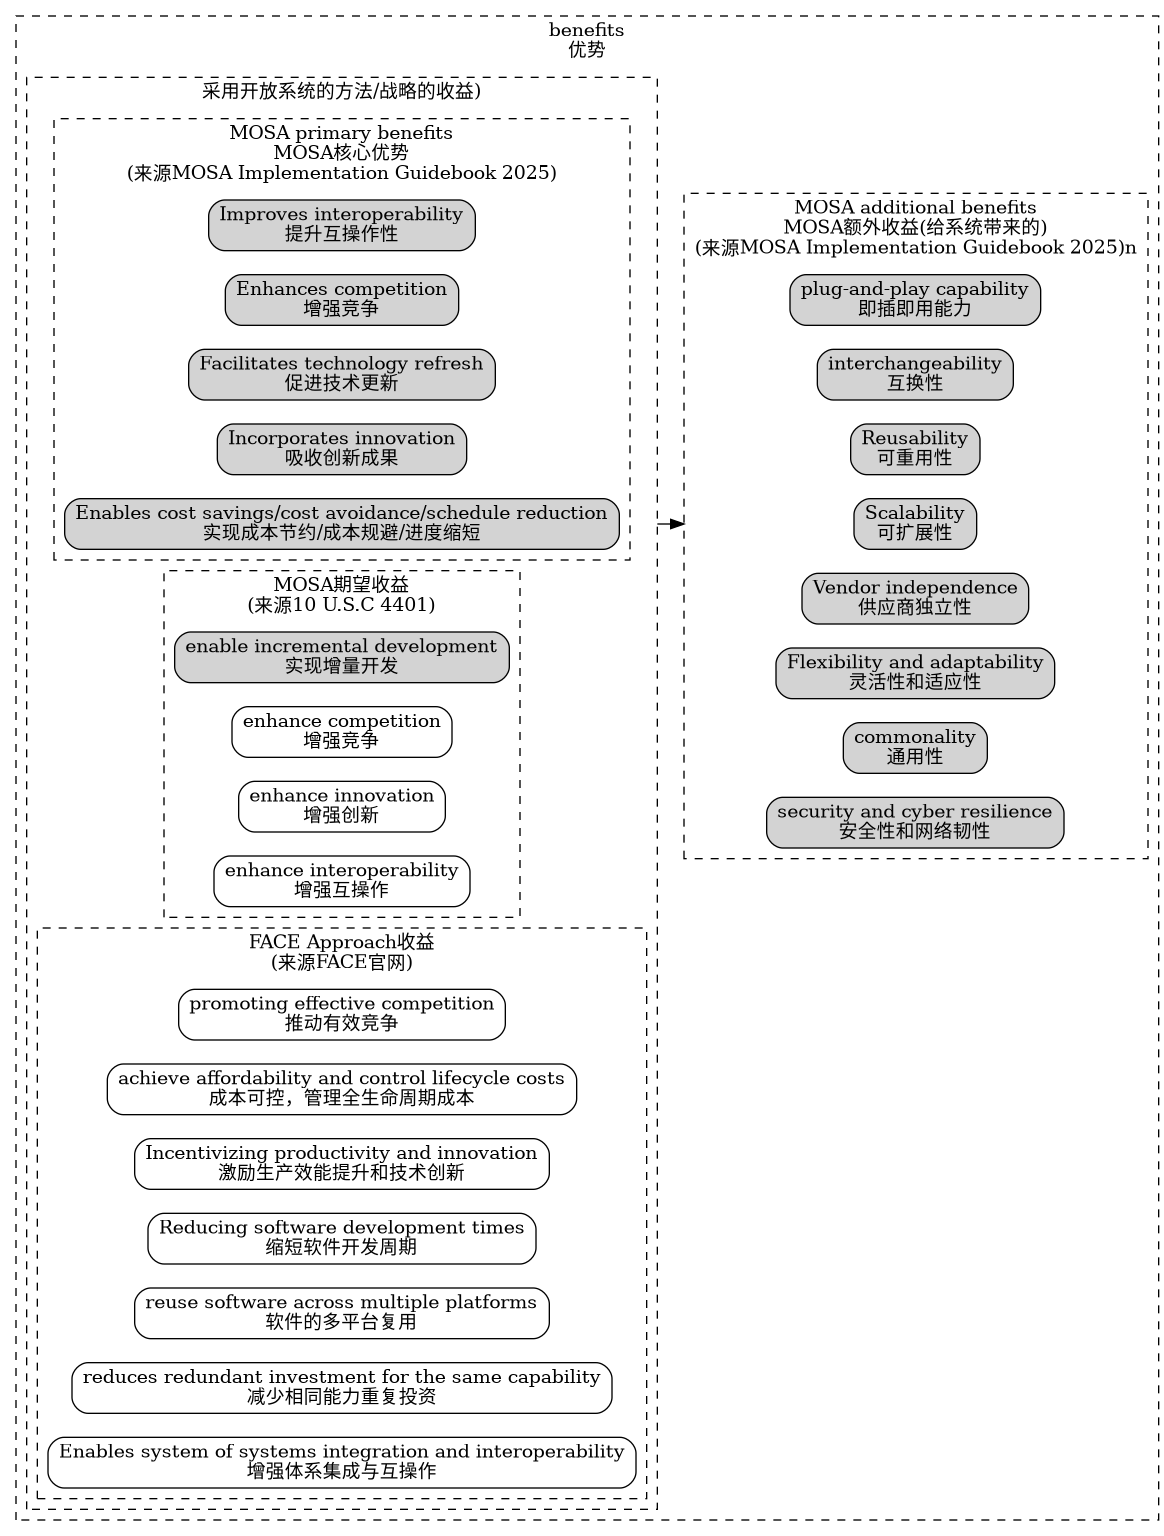 benefits
优势
采用开放系统的方法/战略的收益)
MOSA primary benefits
MOSA核心优势
(来源MOSA Implementation Guidebook 2025)
Improves interoperability
提升互操作性
Enhances competition
增强竞争
Facilitates technology refresh
促进技术更新
Incorporates innovation
吸收创新成果
Enables cost savings/cost avoidance/schedule reduction
实现成本节约/成本规避/进度缩短
MOSA期望收益
(来源10 U.S.C 4401)
enable incremental development
实现增量开发
enhance competition
增强竞争
enhance innovation
增强创新
enhance interoperability
增强互操作
FACE Approach收益
(来源FACE官网)
promoting effective competition
推动有效竞争
achieve affordability and control lifecycle costs
成本可控，管理全生命周期成本
Incentivizing productivity and innovation
激励生产效能提升和技术创新
Reducing software development times
缩短软件开发周期
reuse software across multiple platforms
软件的多平台复用
reduces redundant investment for the same capability
减少相同能力重复投资
Enables system of systems integration and interoperability
增强体系集成与互操作
MOSA additional benefits
MOSA额外收益(给系统带来的)
(来源MOSA Implementation Guidebook 2025)n
plug-and-play capability
即插即用能力
interchangeability
互换性
Reusability
可重用性
Scalability
可扩展性
Vendor independence
供应商独立性
Flexibility and adaptability
灵活性和适应性
commonality
通用性
security and cyber resilience
安全性和网络韧性